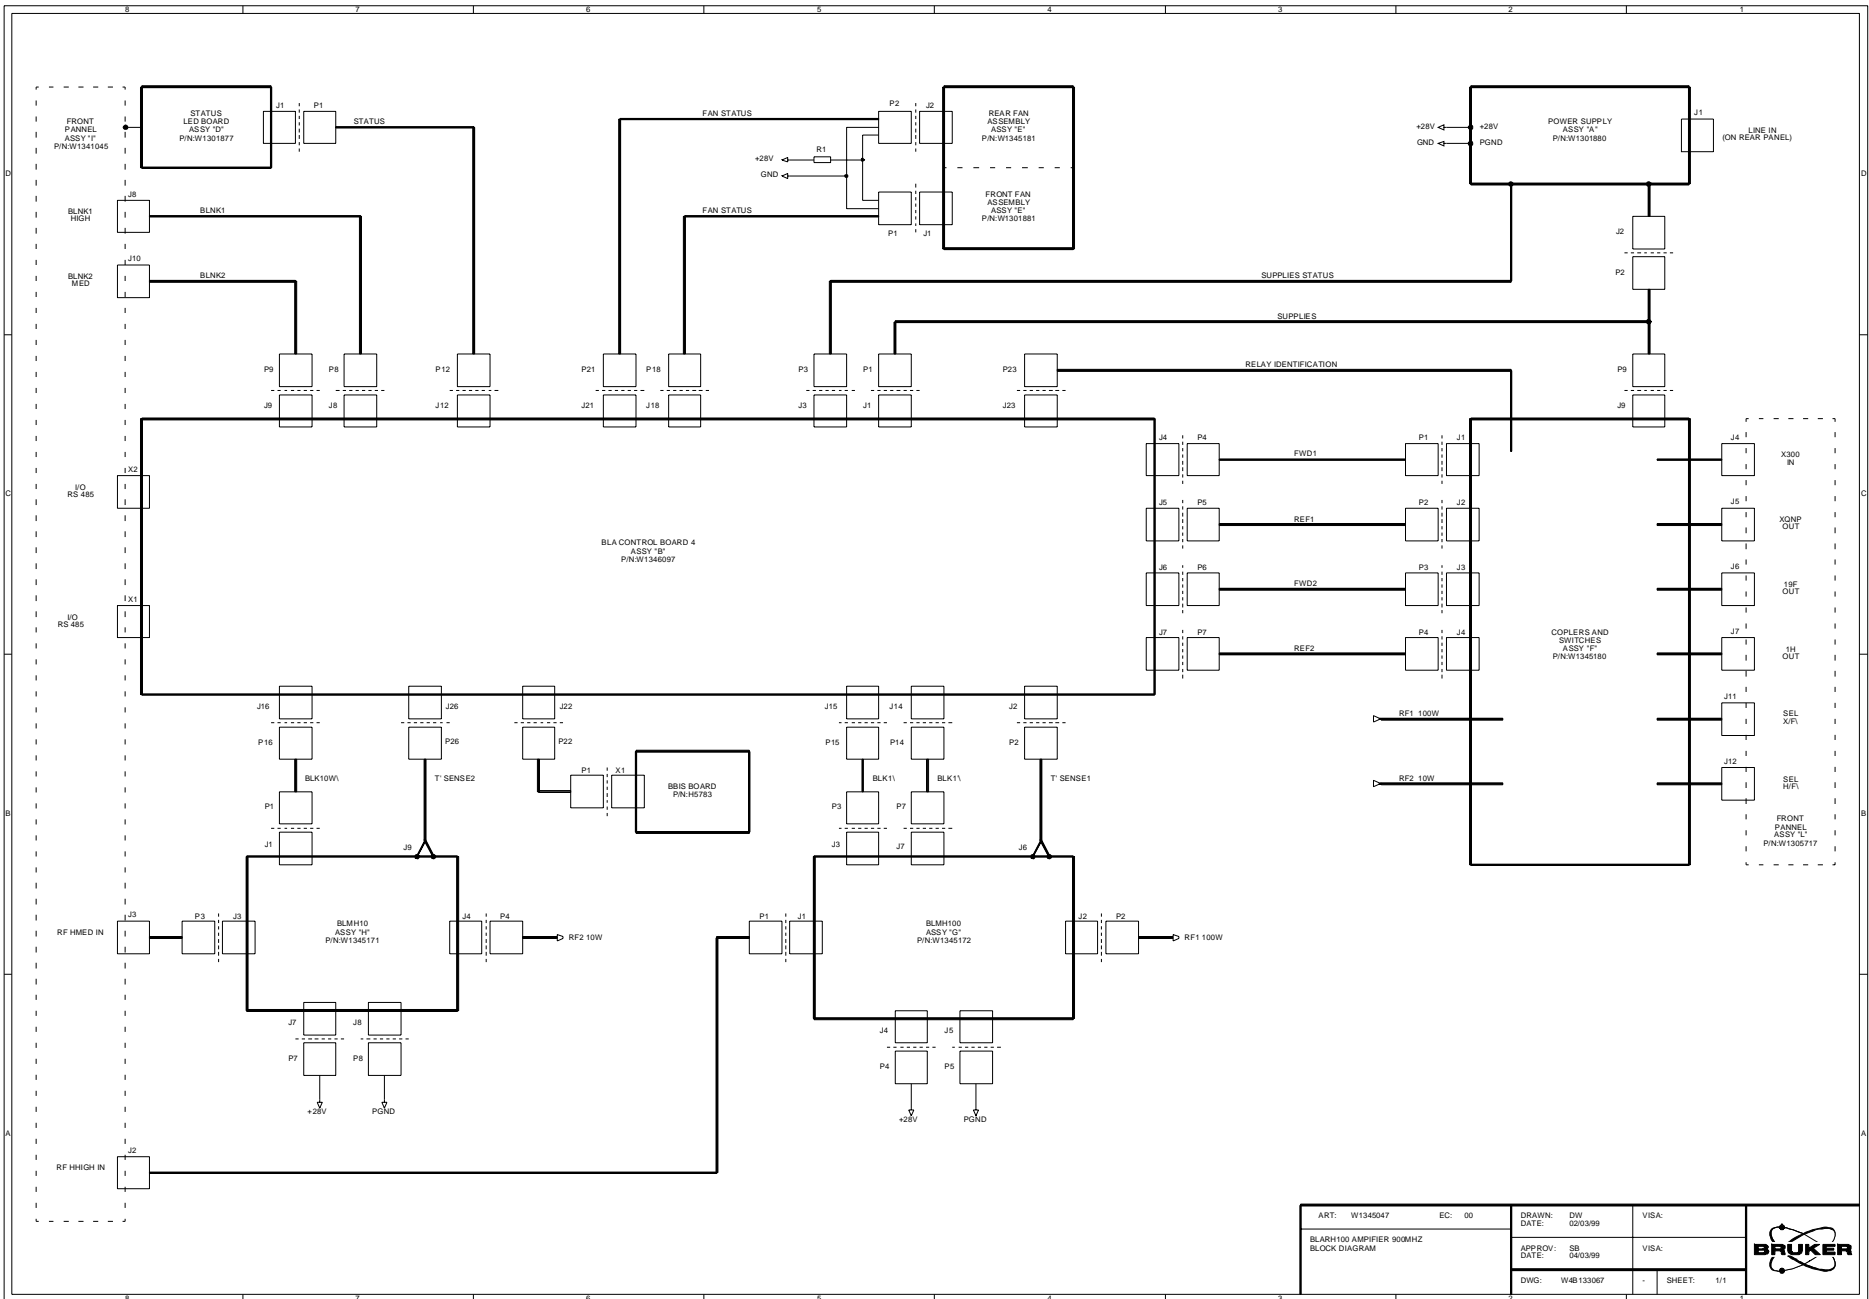 8 7 6 5 4 3 2 1
D
C
B
A
FRONT
PANNEL
ASSY "I"
P/N:W1341045
STATUS
LED BOARD
ASSY "D"
P/N:W1301877
J1 P1
STATUS
FAN STATUS
P2 J2
REAR FAN
ASSEMBLY
ASSY "E"
P/N:W1345181
+28V
R1
GND
FRONT FAN
ASSEMBLY
ASSY "E"
P/N:W1301881
FAN STATUS
P1 J1
+28V
GND
+28V
PGND
POWER SUPPLY
ASSY "A"
P/N:W1301880
J1
LINE IN
(ON REAR PANEL)
J8
BLNK1
HIGH
BLNK1
J10
BLNK2
MED
BLNK2
J2
P2
SUPPLIES STATUS
SUPPLIES
RELAY IDENTIFICATION
P9 P8 P12 P21 P18 P3 P1 P23 P9
J9 J8 J12 J21 J18 J3 J1 J23 J9
X2
I/O
RS 485
X1
I/O
RS 485
BLA CONTROL BOARD 4
ASSY "B"
P/N:W1346097
J4 P4 FWD1 P1 J1
J5 P5 REF1 P2 J2
J6 P6 FWD2 P3 J3
J7 P7 REF2 P4 J4
COPLERS AND
SWITCHES
ASSY "F"
P/N:W1345180
RF1 100W
RF2 10W
J4
X300
IN
J5
XQNP
OUT
J6
19F
OUT
J7
1H
OUT
J11
SEL
X/F\
J12
SEL
H/F\
FRONT
PANNEL
ASSY "L"
P/N:W1305717
J16 J26 J22 J15 J14 J2
P16 P26 P22 P15 P14 P2
BLK10W\
T' SENSE2
P1 X1
BBIS BOARD
P/N:H5783
BLK1\
BLK1\
T' SENSE1
P1 P3 P7
J1 J9 J3 J7 J6
RF HMED IN
J3 P3 J3
BLMH10
ASSY "H"
P/N:W1345171
J4 P4
RF2 10W
P1 J1
BLMH100
ASSY "G"
P/N:W1345172
J2 P2
RF1 100W
J7 J8
P7 P8
+28V PGND
J4 J5
P4 P5
+28V PGND
J2
RF HHIGH IN
ART: W1345047 EC: 00
BLARH100 AMPIFIER 900MHZ
BLOCK DIAGRAM
DRAWN: DW
DATE: 02/03/99
VISA:
APPROV: SB
DATE: 04/03/99
VISA:
DWG: W4B133067 - SHEET: 1/1
BRUKER
D
C
B
A
8 7 6 5 4 3 2 1